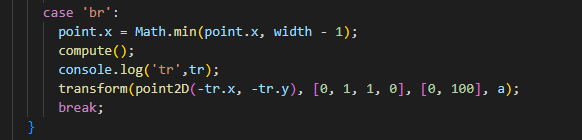 case 'br':
point.x = Math.min(point.x, width - 1);
compute();
console.log('tr',tr);
transform(point2D(-tr.x, -tr.y), [0, 1, 1, 0], [0, 100], a);
break;
}